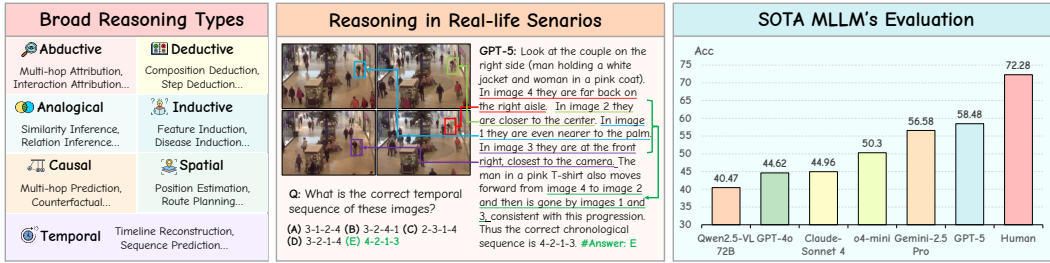 Broad Reasoning Types
Abductive
Multi-hop Attribution,
Interaction Attribution...
Deductive
Composition Deduction,
Step Deduction...
Analogical
Similarity Inference,
Relation Inference...
Inductive
Feature Induction,
Disease Induction...
Causal
Multi-hop Prediction,
Counterfactual...
Spatial
Position Estimation,
Route Planning...
Temporal
Timeline Reconstruction,
Sequence Prediction...
Reasoning in Real-life Senarios
Q: What is the correct temporal
sequence of these images?
(A) 3-1-2-4 (B) 3-2-4-1 (C) 2-3-1-4
(D) 3-2-1-4 (E) 4-2-1-3
GPT-5: Look at the couple on the
right side (man holding a white
jacket and woman in a pink coat).
In image 4 they are far back on
the right aisle. In image 2 they
are closer to the center. In image
1 they are even nearer to the palm.
In image 3 they are at the front
right, closest to the camera. The
man in a pink T-shirt also moves
forward from image 4 to image 2
and then is gone by images 1 and
3, consistent with this progression.
Thus the correct chronological
sequence is 4-2-1-3. #Answer: E
SOTA MLLM's Evaluation
Acc
75
70
65
60
55
50
45
40
35
30
40.47
44.62
44.96
50.3
56.58
58.48
72.28
Qwen2.5-VL
72B
GPT-4o
Claude-
Sonnet 4
o4-mini
Gemini-2.5
Pro
GPT-5
Human